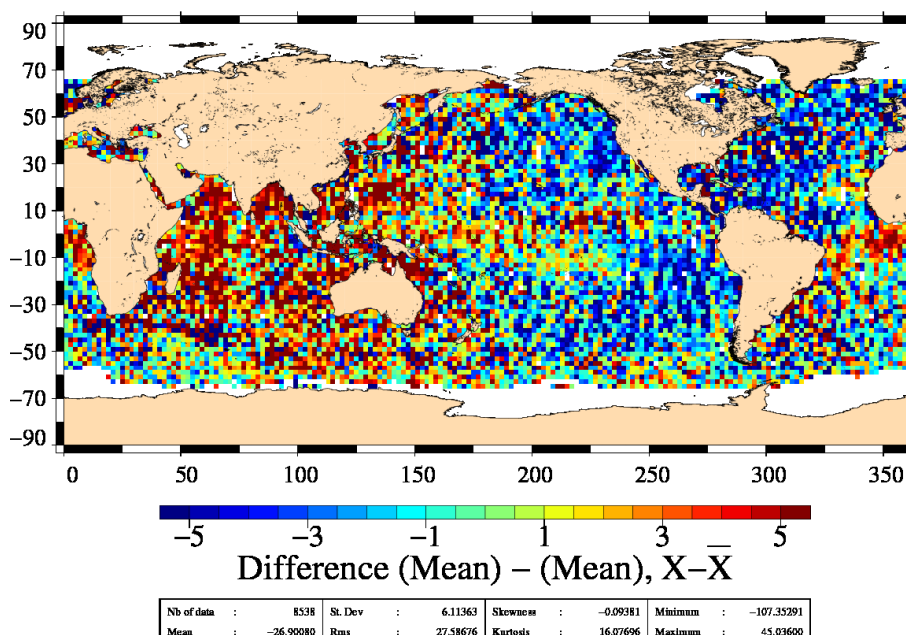 90
70
50
30
10
−10
−30
−50
−70
−90
0 50 100 150 200 250 300 350
−5 −3 −1 1 3 5
Difference (Mean) − (Mean), X−X̅
Nb of data : 8538 St. Dev : 6.11363 Skewness : −0.09381 Minimum : −107.35291
Mean : −26.90080 Rms : 27.58676 Kurtosis : 16.07696 Maximum : 45.03600